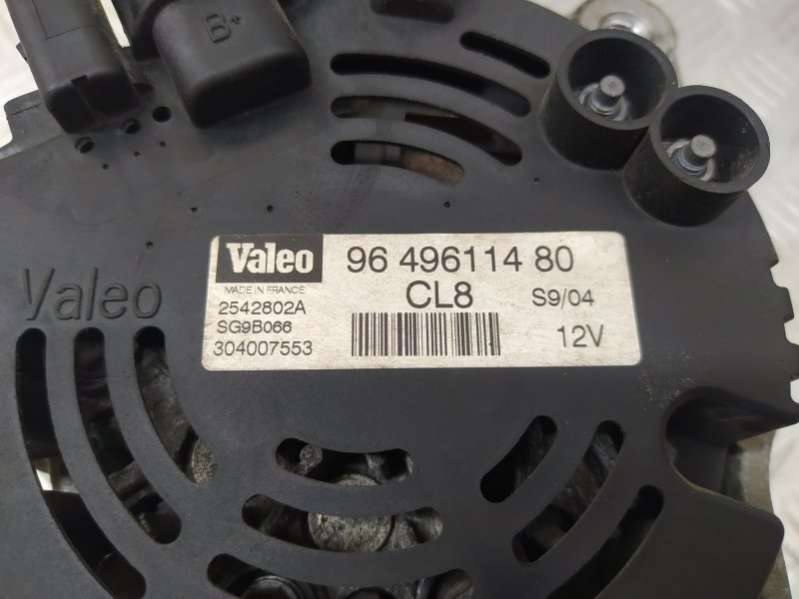 B+
Valeo
96 496114 80
MADE IN FRANCE
CL8
S9/04
2542802A
SG9B066
304007553
12V
Valeo